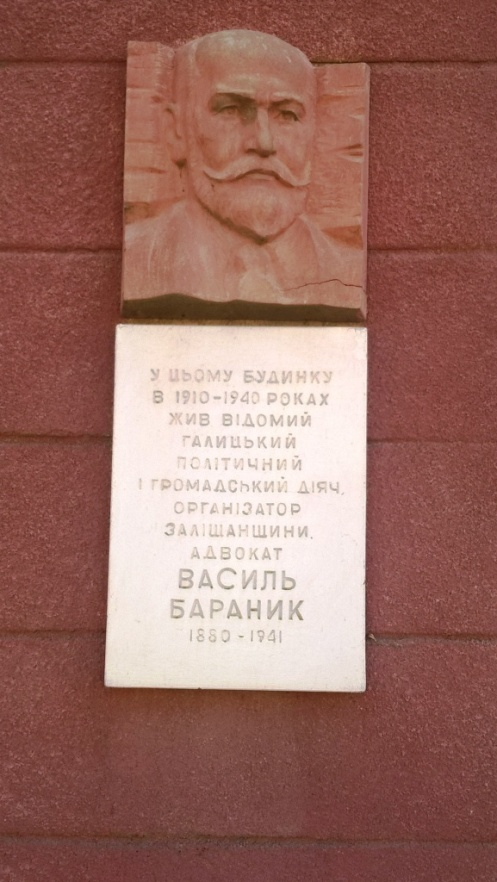 У ЦЬОМУ БУДИНКУ
В 1910-1940 РОКАХ
ЖИВ ВІДОМИЙ
ГАЛИЦЬКИЙ
ПОЛІТИЧНИЙ
І ГРОМАДСЬКИЙ ДІЯЧ,
ОРГАНІЗАТОР
ЗАЛІЩАНЩИНИ,
АДВОКАТ
ВАСИЛЬ
БАРАНИК
1880-1941